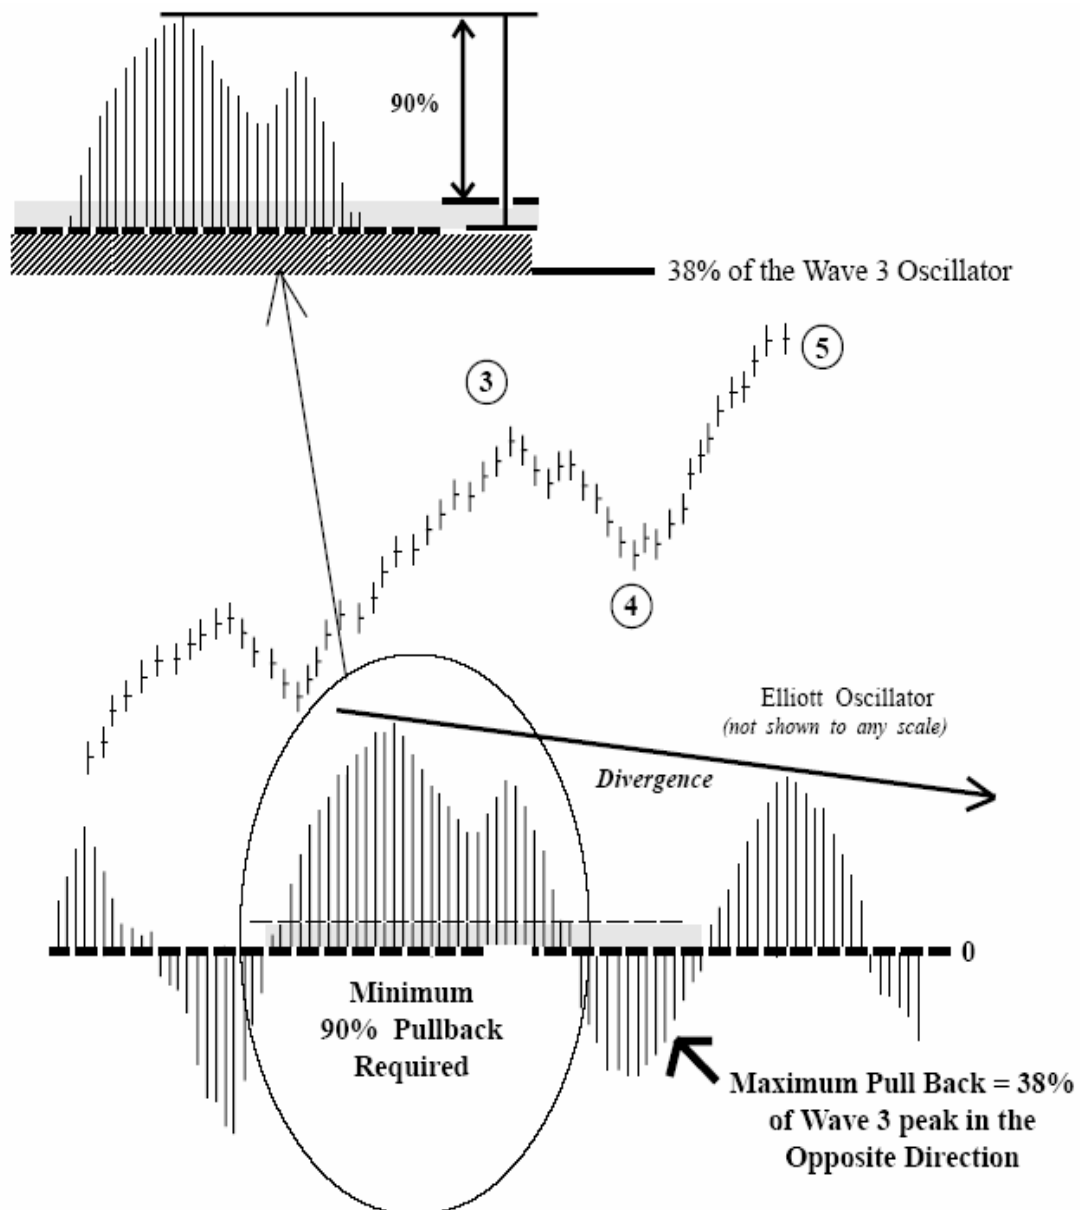 90%
38% of the Wave 3 Oscillator
5
3
4
Elliott Oscillator
(not shown to any scale)
Divergence
0
Minimum
90% Pullback
Required
Maximum Pull Back = 38%
of Wave 3 peak in the
Opposite Direction